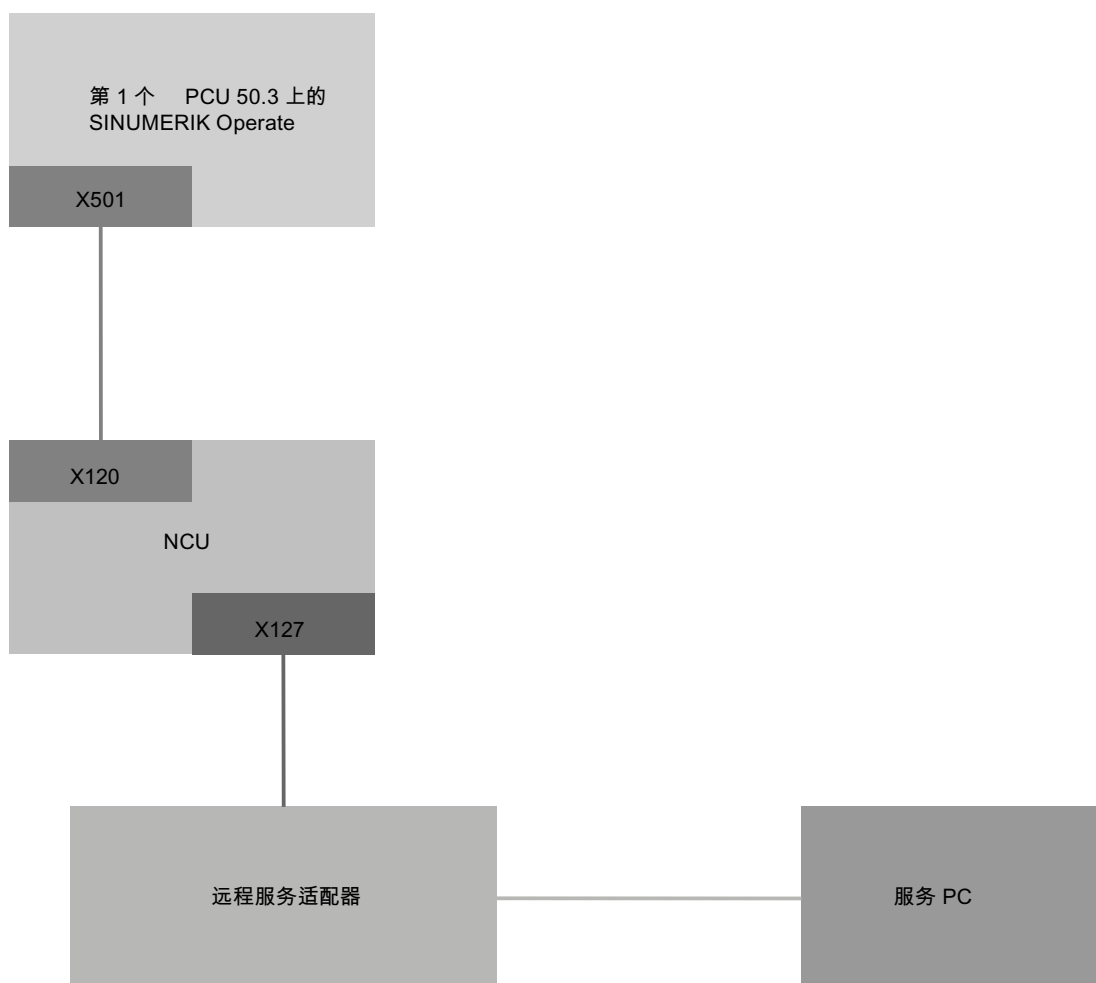 第 1 个 PCU 50.3 上的
SINUMERIK Operate
X501
X120
NCU
X127
远程服务适配器
服务 PC